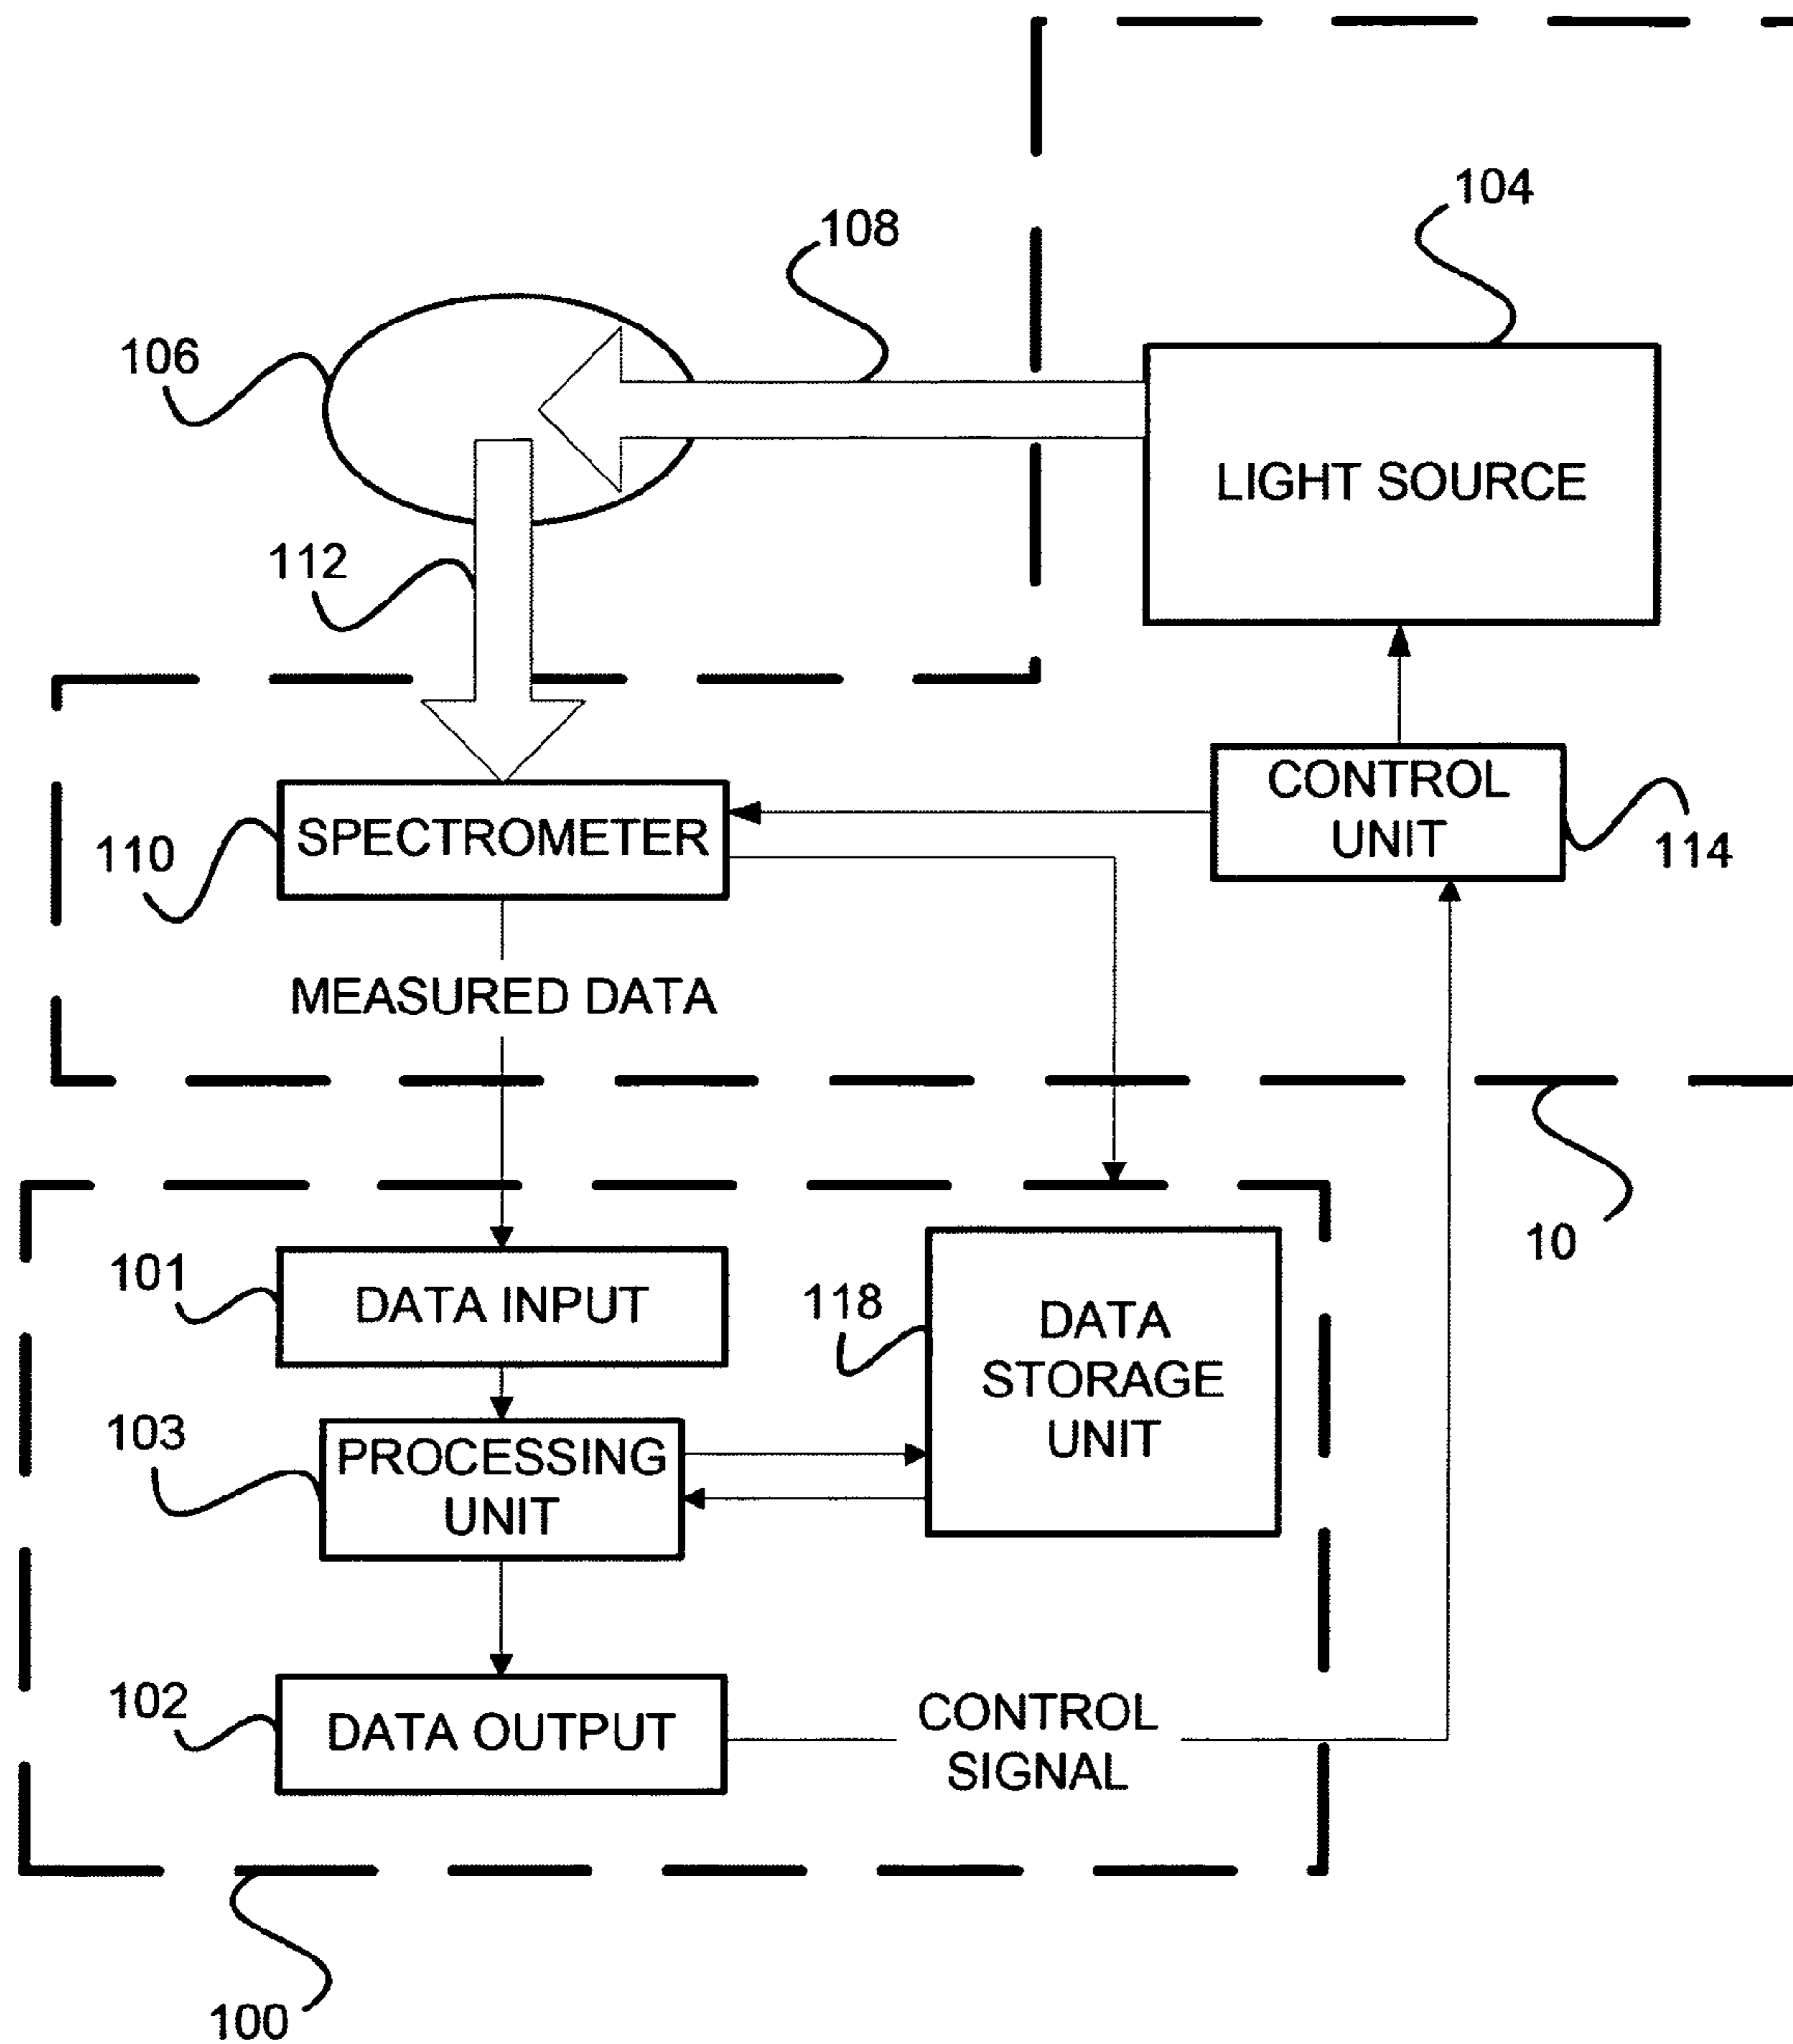 104
108
106
LIGHT SOURCE
112
CONTROL
UNIT
SPECTROMETER
110
114
MEASURED DATA
10
101
DATA INPUT
118
DATA
STORAGE
UNIT
103
PROCESSING
UNIT
102
DATA OUTPUT
CONTROL
SIGNAL
100